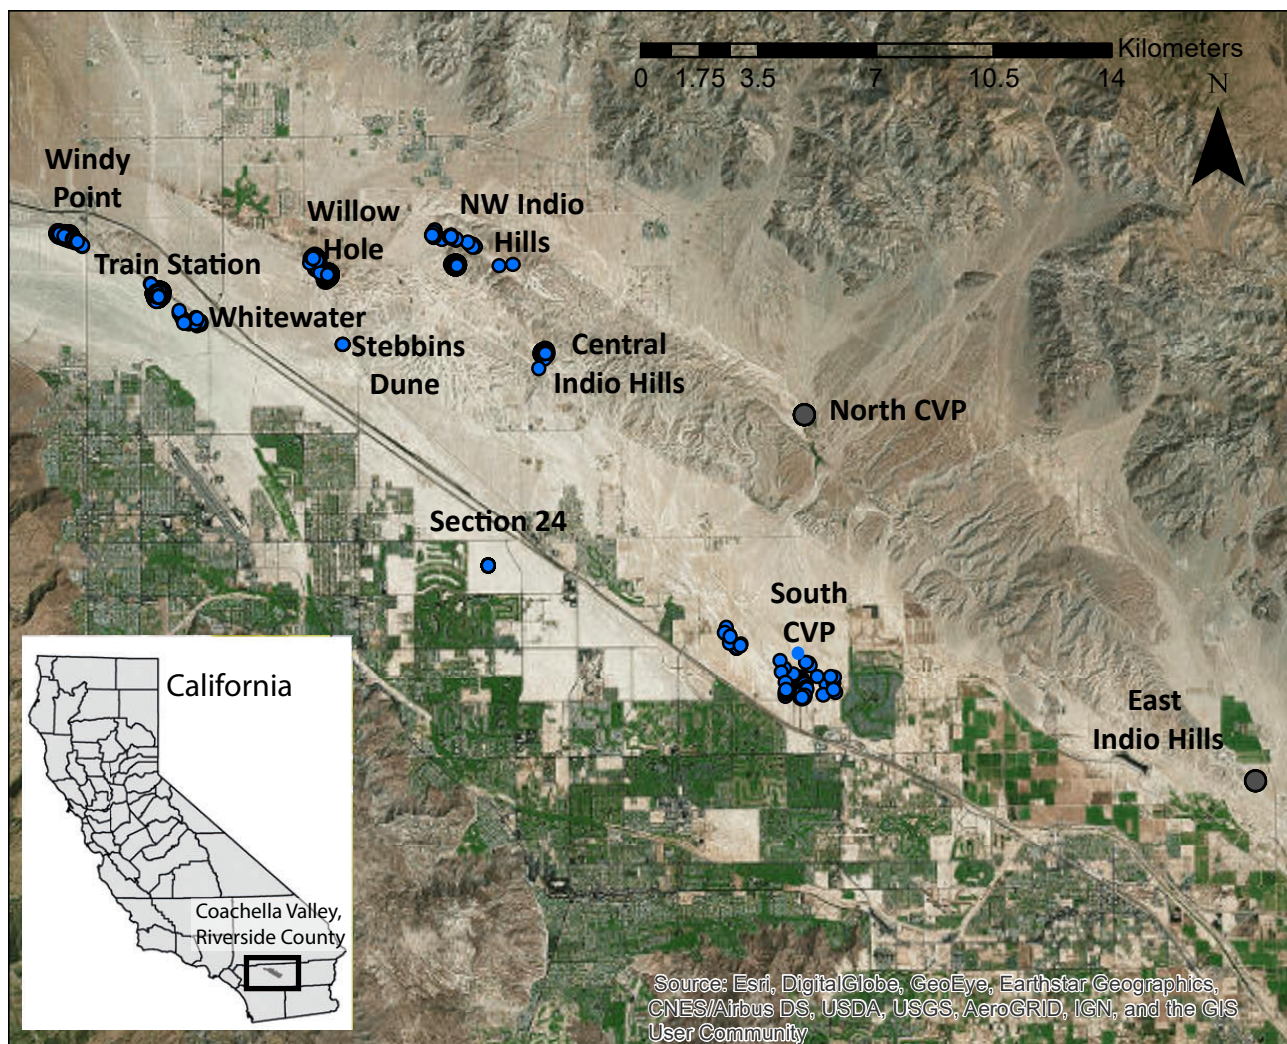 Kilometers
0 1.75 3.5 7 10.5 14
N
Windy
Point
Willow
Hole
NW Indio
Hills
Train Station
Whitewater
Stebbins
Dune
Central
Indio Hills
North CVP
Section 24
South
CVP
East
Indio Hills
California
Coachella Valley,
Riverside County
Source: Esri, DigitalGlobe, GeoEye, Earthstar Geographics,
CNES/Airbus DS, USDA, USGS, AeroGRID, IGN, and the GIS
User Community